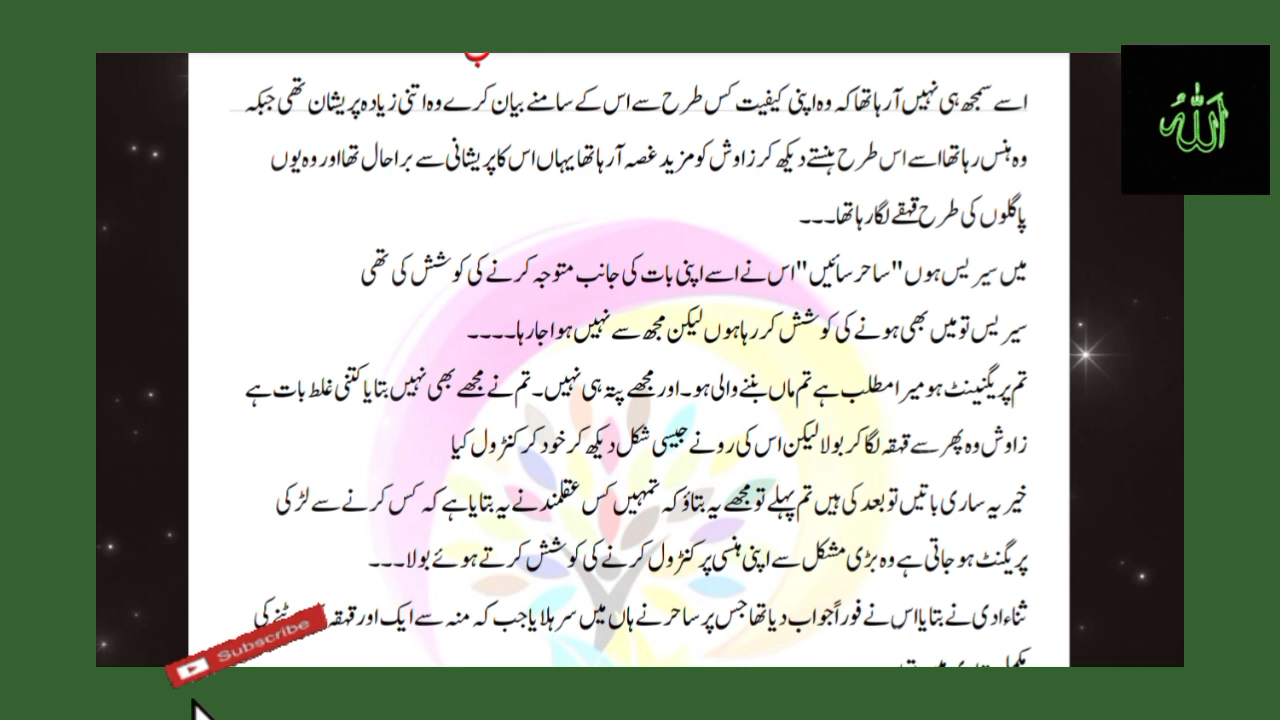 اسے سمجھ ہی نہیں آرہا تھا کہ وہ اپنی کیفیت کس طرح سے اس کے سامنے بیان کرے وہ اتنی زیادہ پریشان تھی جبکہ
وہ ہنس رہا تھا اسے اس طرح ہنستے دیکھ کر زاوش کو مزید غصہ آرہا تھا یہاں اس کا پریشانی سے برا حال تھا اور وہ یوں
پاگلوں کی طرح قہقے لگا رہا تھا۔۔۔
میں سیریس ہوں "ساحر سائیں" اس نے اسے اپنی بات کی جانب متوجہ کرنے کی کوشش کی تھی
سیریس تو میں بھی ہونے کی کوشش کر رہا ہوں لیکن مجھ سے نہیں ہوا جا رہا۔۔۔۔
تم پریگنینٹ ہو میرا مطلب ہے تم ماں بننے والی ہو۔ اور مجھے پتہ ہی نہیں۔ تم نے مجھے بھی نہیں بتایا کتنی غلط بات ہے
زاوش وہ پھر سے قہقہ لگا کر بولا لیکن اس کی رونے جیسی شکل دیکھ کر خود کر کنٹرول کیا
خیر یہ ساری باتیں تو بعد کی ہیں تم پہلے تو مجھے یہ بتاؤ کہ تمہیں کس عقلمند نے یہ بتایا ہے کہ کس کرنے سے لڑکی
پریگنٹ ہو جاتی ہے وہ بڑی مشکل سے اپنی ہنسی پر کنٹرول کرنے کی کوشش کرتے ہوئے بولا۔۔۔
ثناء ادی نے بتایا اس نے فوراً جواب دیا تھا جس پر ساحر نے ہاں میں سر ہلایا جب کہ منہ سے ایک اور قہقہ کی
الله
Subscribe